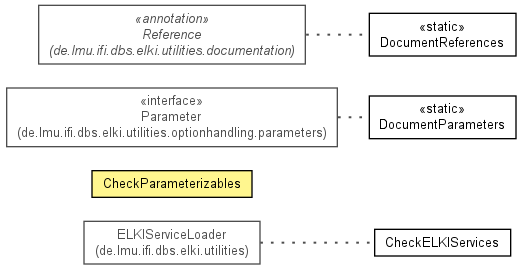 «annotation»
Reference
(de.lmu.ifi.dbs.elki.utilities.documentation)
«static»
DocumentReferences
«interface»
Parameter
(de.lmu.ifi.dbs.elki.utilities.optionhandling.parameters)
«static»
DocumentParameters
CheckParameterizables
ELKIServiceLoader
(de.lmu.ifi.dbs.elki.utilities)
CheckELKIServices